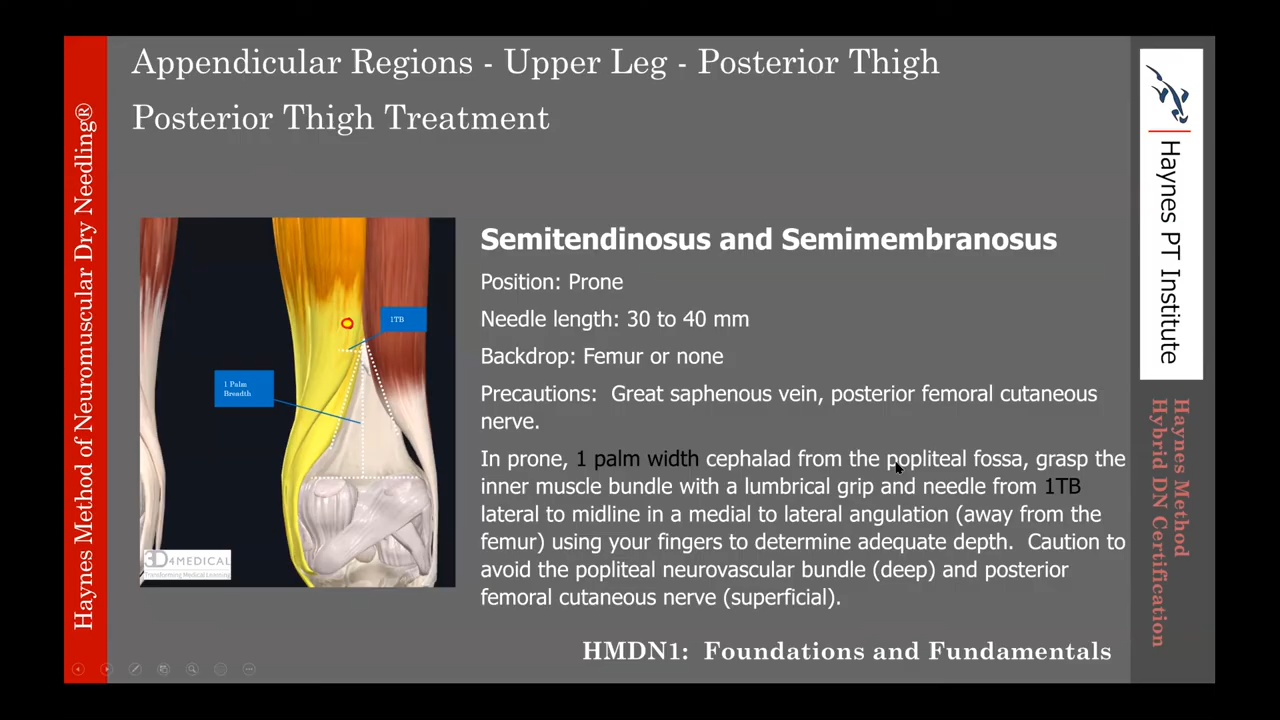 Appendicular Regions - Upper Leg - Posterior Thigh
Posterior Thigh Treatment
Haynes Method of Neuromuscular Dry Needling®
1TB
1 Palm
Breadth
3D4MEDICAL
Transforming Medical Learning
Semitendinosus and Semimembranosus
Position: Prone
Needle length: 30 to 40 mm
Backdrop: Femur or none
Precautions: Great saphenous vein, posterior femoral cutaneous
nerve.
In prone, 1 palm width cephalad from the popliteal fossa, grasp the
inner muscle bundle with a lumbrical grip and needle from 1TB
lateral to midline in a medial to lateral angulation (away from the
femur) using your fingers to determine adequate depth. Caution to
avoid the popliteal neurovascular bundle (deep) and posterior
femoral cutaneous nerve (superficial).
HMDN1: Foundations and Fundamentals
Haynes PT Institute
Haynes Method
Hybrid DN Certification